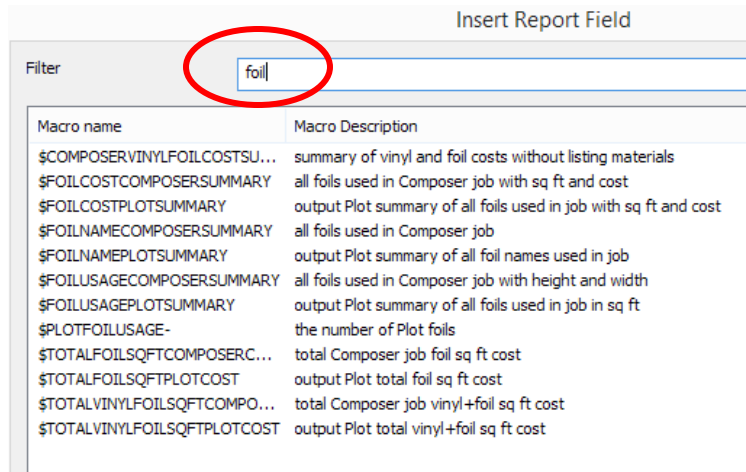 Insert Report Field
Filter foil
Macro name Macro Description
$COMPOSERVINYLFOILCOSTSU... summary of vinyl and foil costs without listing materials
$FOILCOSTCOMPOSERSUMMARY all foils used in Composer job with sq ft and cost
$FOILCOSTPLOTSUMMARY output Plot summary of all foils used in job with sq ft and cost
$FOILNAMECOMPOSERSUMMARY all foils used in Composer job
$FOILNAMEPLOTSUMMARY output Plot summary of all foil names used in job
$FOILUSAGECOMPOSERSUMMARY all foils used in Composer job with height and width
$FOILUSAGEPLOTSUMMARY output Plot summary of all foils used in job in sq ft
$PLOTFOILUSAGE- the number of Plot foils
$TOTALFOILSQFTCOMPOSERC... total Composer job foil sq ft cost
$TOTALFOILSQFTPLOTCOST output Plot total foil sq ft cost
$TOTALVINYLFOILSQFTCOMPO... total Composer job vinyl+foil sq ft cost
$TOTALVINYLFOILSQFTPLOTCOST output Plot total vinyl+foil sq ft cost